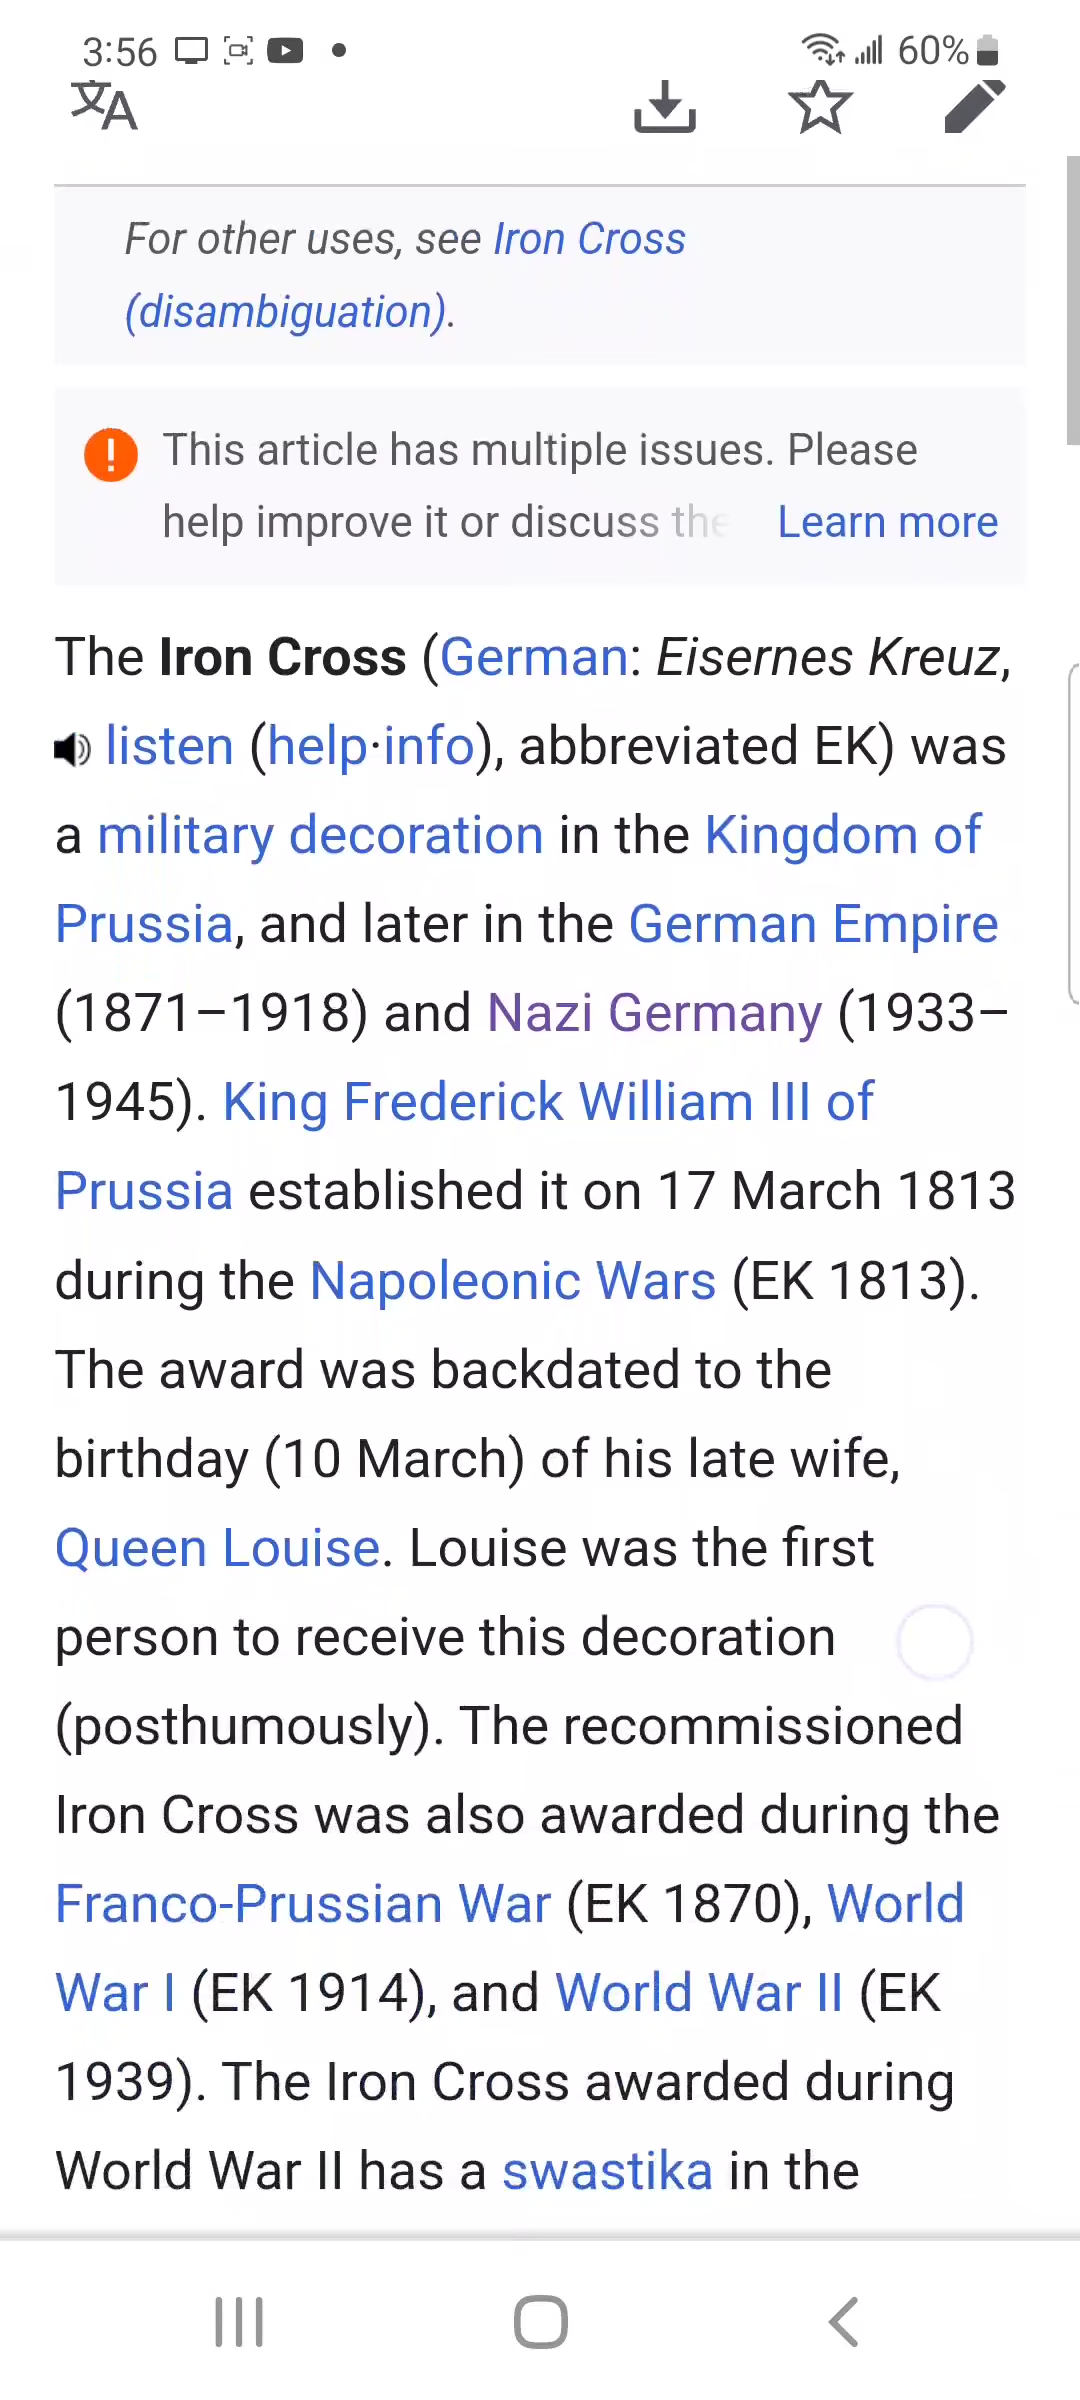 3:56
60%
For other uses, see Iron Cross
(disambiguation).
This article has multiple issues. Please
help improve it or discuss the Learn more
The Iron Cross (German: Eisernes Kreuz,
listen (help·info), abbreviated EK) was
a military decoration in the Kingdom of
Prussia, and later in the German Empire
(1871–1918) and Nazi Germany (1933–
1945). King Frederick William III of
Prussia established it on 17 March 1813
during the Napoleonic Wars (EK 1813).
The award was backdated to the
birthday (10 March) of his late wife,
Queen Louise. Louise was the first
person to receive this decoration
(posthumously). The recommissioned
Iron Cross was also awarded during the
Franco-Prussian War (EK 1870), World
War I (EK 1914), and World War II (EK
1939). The Iron Cross awarded during
World War II has a swastika in the